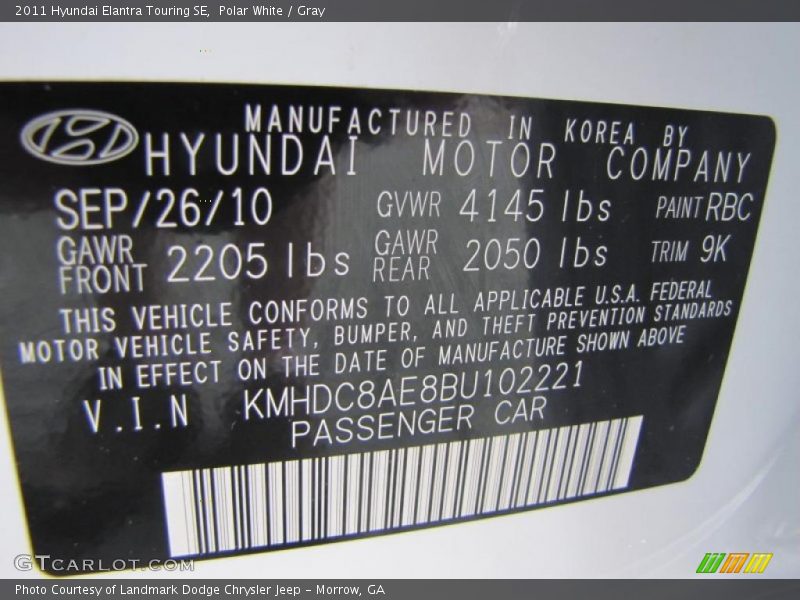 2011 Hyundai Elantra Touring SE,  Polar White / Gray
MANUFACTURED IN KOREA BY
HYUNDAI MOTOR COMPANY
SEP/26/10 GVWR 4145 lbs PAINT RBC
GAWR FRONT 2205 lbs GAWR REAR 2050 lbs TRIM 9K
THIS VEHICLE CONFORMS TO ALL APPLICABLE U.S.A. FEDERAL
MOTOR VEHICLE SAFETY, BUMPER, AND THEFT PREVENTION STANDARDS
IN EFFECT ON THE DATE OF MANUFACTURE SHOWN ABOVE
V.I.N KMHDC8AE8BU102221
PASSENGER CAR
GTCARLOT.COM
Photo Courtesy of Landmark Dodge Chrysler Jeep - Morrow, GA